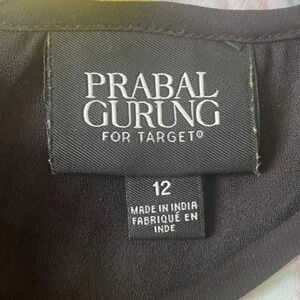 PRABAL
GURUNG
FOR TARGET®
12
MADE IN INDIA
FABRIQUÉ EN
INDE